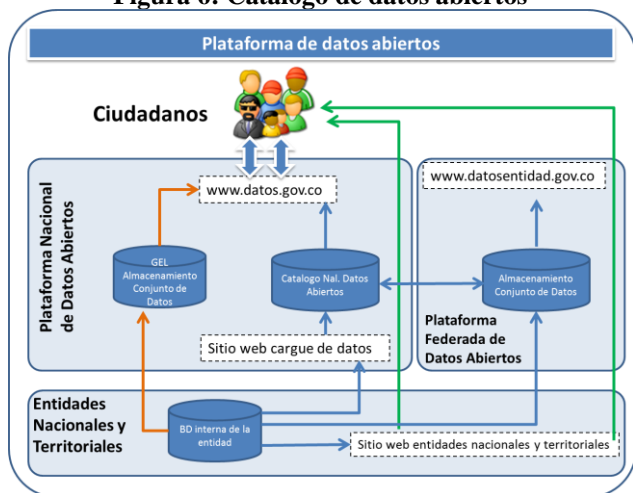 Figura 6: Catálogo de datos abiertos
Plataforma de datos abiertos
Ciudadanos
Plataforma Nacional
de Datos Abiertos
www.datos.gov.co
GEL
Almacenamiento
Conjunto de
Datos
Catalogo Nal. Datos
Abiertos
Sitio web cargue de datos
www.datosentidad.gov.co
Almacenamiento
Conjunto de Datos
Plataforma
Federada de
Datos Abiertos
Entidades
Nacionales y
Territoriales
BD interna de la
entidad
Sitio web entidades nacionales y territoriales